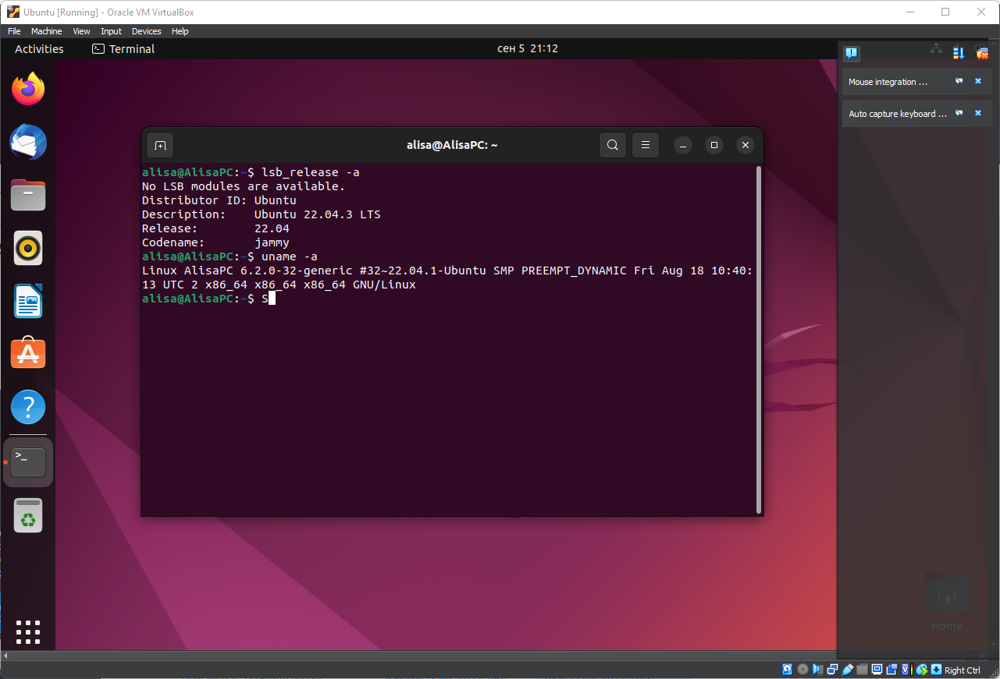 Ubuntu [Running] - Oracle VM VirtualBox
File Machine View Input Devices Help
Activities Terminal сен 5 21:12
Mouse integration ...
Auto capture keyboard ...
alisa@AlisaPC: ~
alisa@AlisaPC:~$ lsb_release -a
No LSB modules are available.
Distributor ID: Ubuntu
Description: Ubuntu 22.04.3 LTS
Release: 22.04
Codename: jammy
alisa@AlisaPC:~$ uname -a
Linux AlisaPC 6.2.0-32-generic #32~22.04.1-Ubuntu SMP PREEMPT_DYNAMIC Fri Aug 18 10:40:
13 UTC 2 x86_64 x86_64 x86_64 GNU/Linux
alisa@AlisaPC:~$ S
Home
Right Ctrl